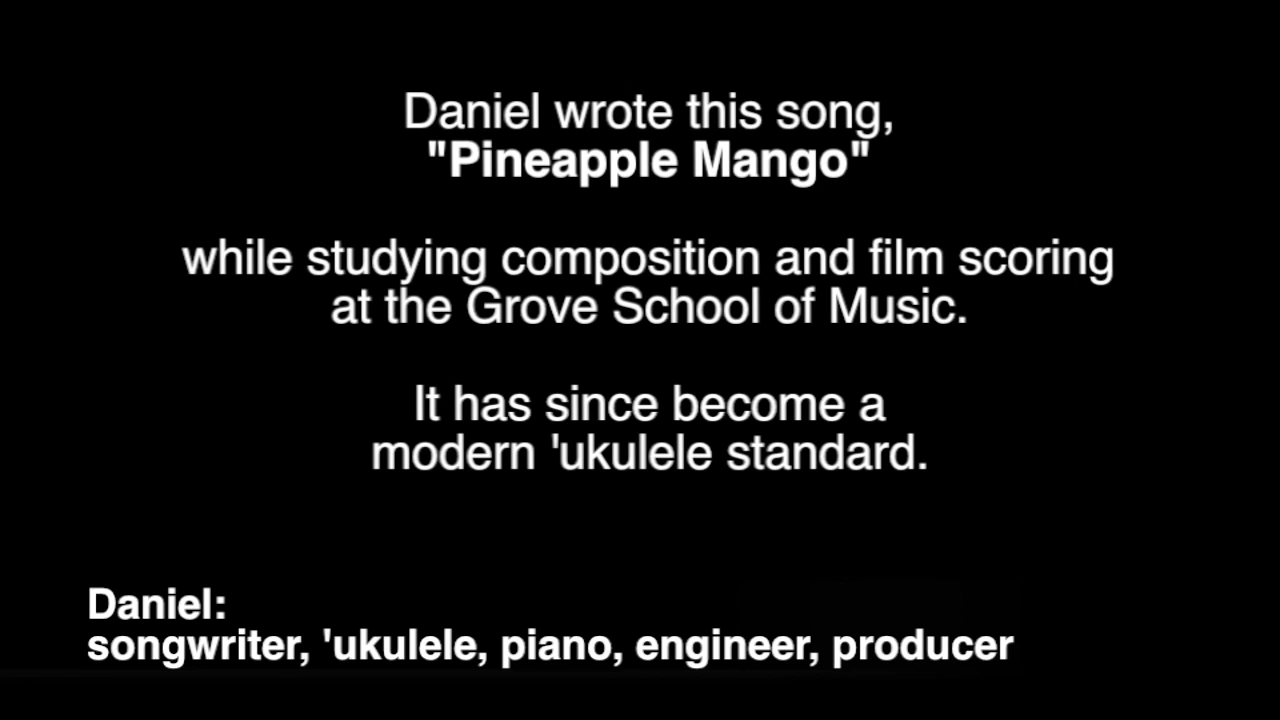 Daniel wrote this song,
"Pineapple Mango"
while studying composition and film scoring
at the Grove School of Music.
It has since become a
modern 'ukulele standard.
Daniel:
songwriter, 'ukulele, piano, engineer, producer